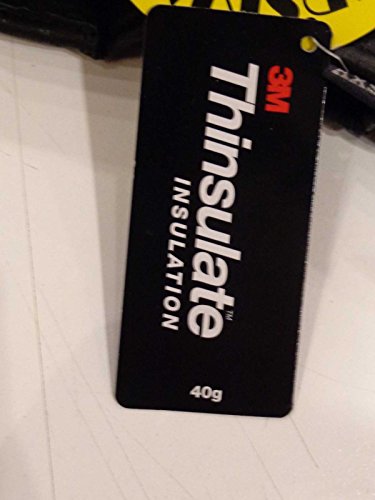 3M
Thinsulate™
INSULATION
40g